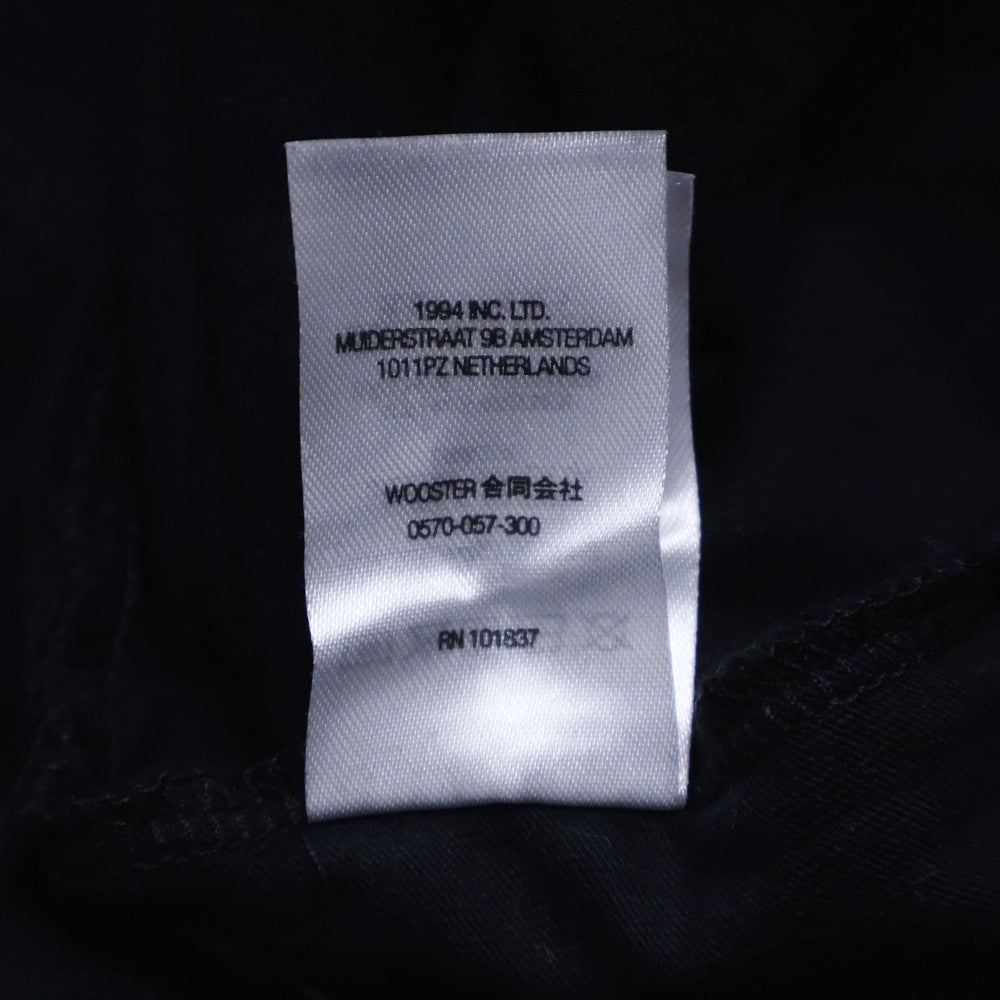 1994 INC. LTD.
MUIDERSTRAAT 9B AMSTERDAM
1011PZ NETHERLANDS
WOOSTER 合同会社
0570-057-300
RN 101837